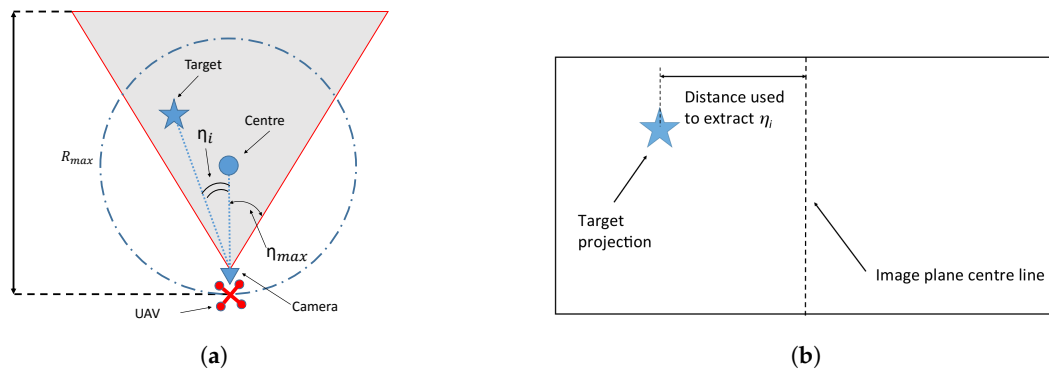 Target
Centre
η_i
R_max
η_max
Camera
UAV
(a)
Distance used
to extract η_i
Target
projection
Image plane centre line
(b)